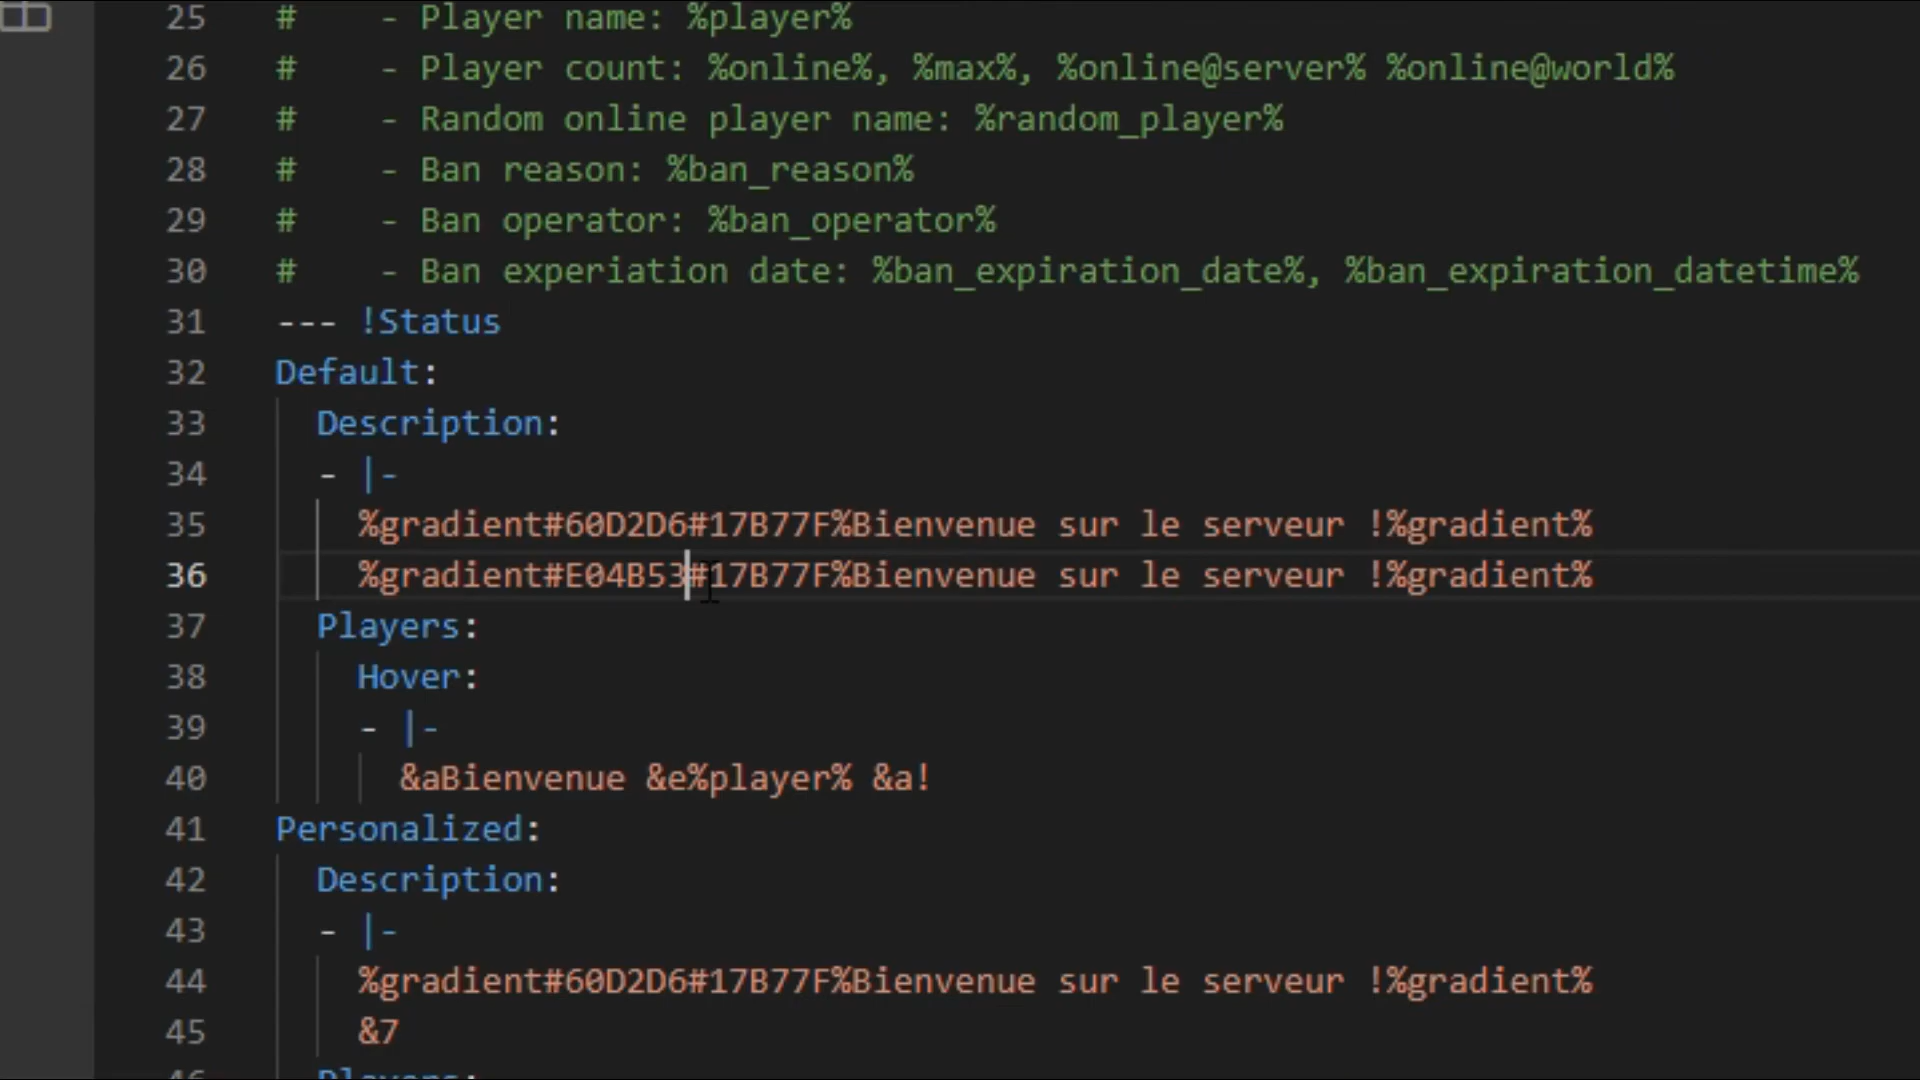 25 #    - Player name: %player%
26 #    - Player count: %online%, %max%, %online@server% %online@world%
27 #    - Random online player name: %random_player%
28 #    - Ban reason: %ban_reason%
29 #    - Ban operator: %ban_operator%
30 #    - Ban experiation date: %ban_expiration_date%, %ban_expiration_datetime%
31 --- !Status
32 Default:
33   Description:
34   - |-
35     %gradient#60D2D6#17B77F%Bienvenue sur le serveur !%gradient%
36     %gradient#E04B53#17B77F%Bienvenue sur le serveur !%gradient%
37   Players:
38     Hover:
39     - |-
40       &aBienvenue &e%player% &a!
41 Personalized:
42   Description:
43   - |-
44     %gradient#60D2D6#17B77F%Bienvenue sur le serveur !%gradient%
45     &7
46   Players: